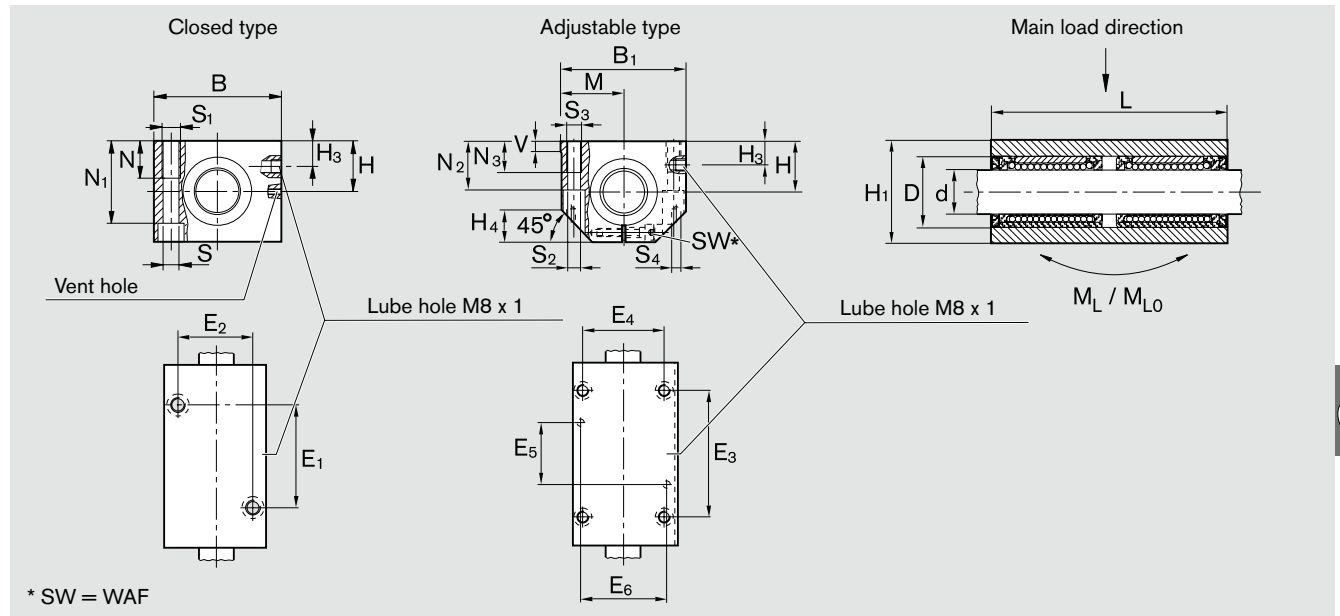 Closed type
Adjustable type
Main load direction
B
S₁
N
N₁
H₃
H
S
Vent hole
Lube hole M8 x 1
E₂
E₁
B₁
M
S₃
V
N₂
N₃
H₃
H
H₄
45°
S₂
S₄
SW*
Lube hole M8 x 1
E₄
E₅
E₃
E₆
L
H₁
D
d
M_L / M_L0
* SW = WAF